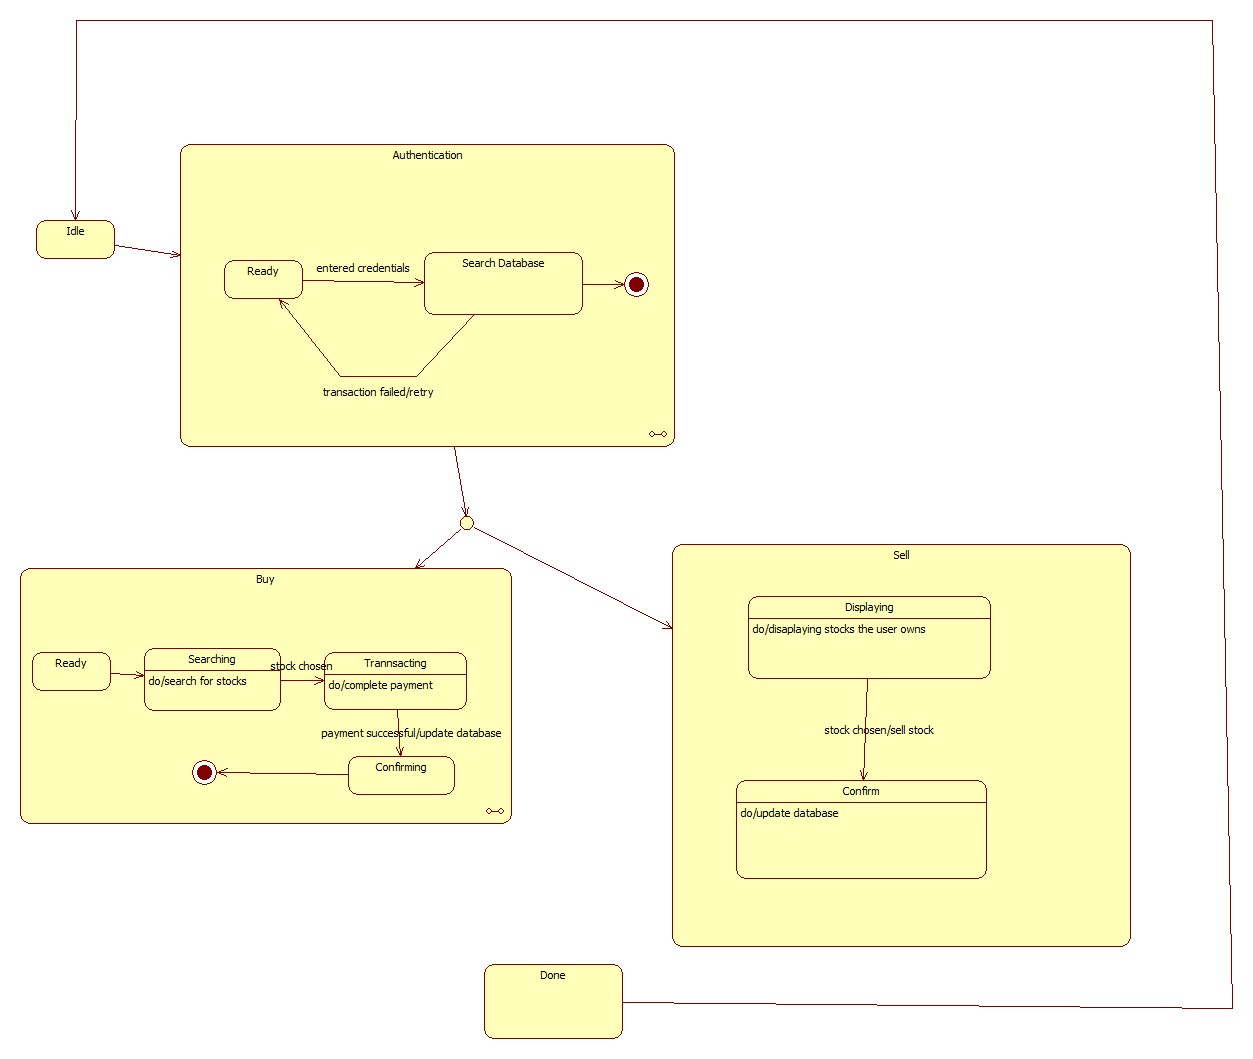 Authentication
Idle
Ready
entered credentials
Search Database
transaction failed/retry
Buy
Ready
Searching
do/search for stocks
stock chosen
Trannsacting
do/complete payment
payment successful/update database
Confirming
Sell
Displaying
do/disaplaying stocks the user owns
stock chosen/sell stock
Confirm
do/update database
Done